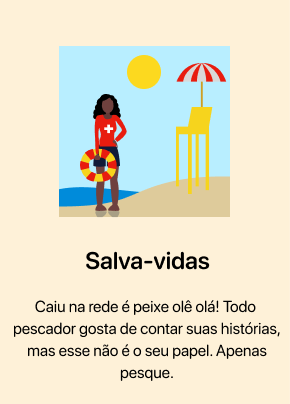 Salva-vidas
Caiu na rede é peixe olê olá! Todo
pescador gosta de contar suas histórias,
mas esse não é o seu papel. Apenas
pesque.